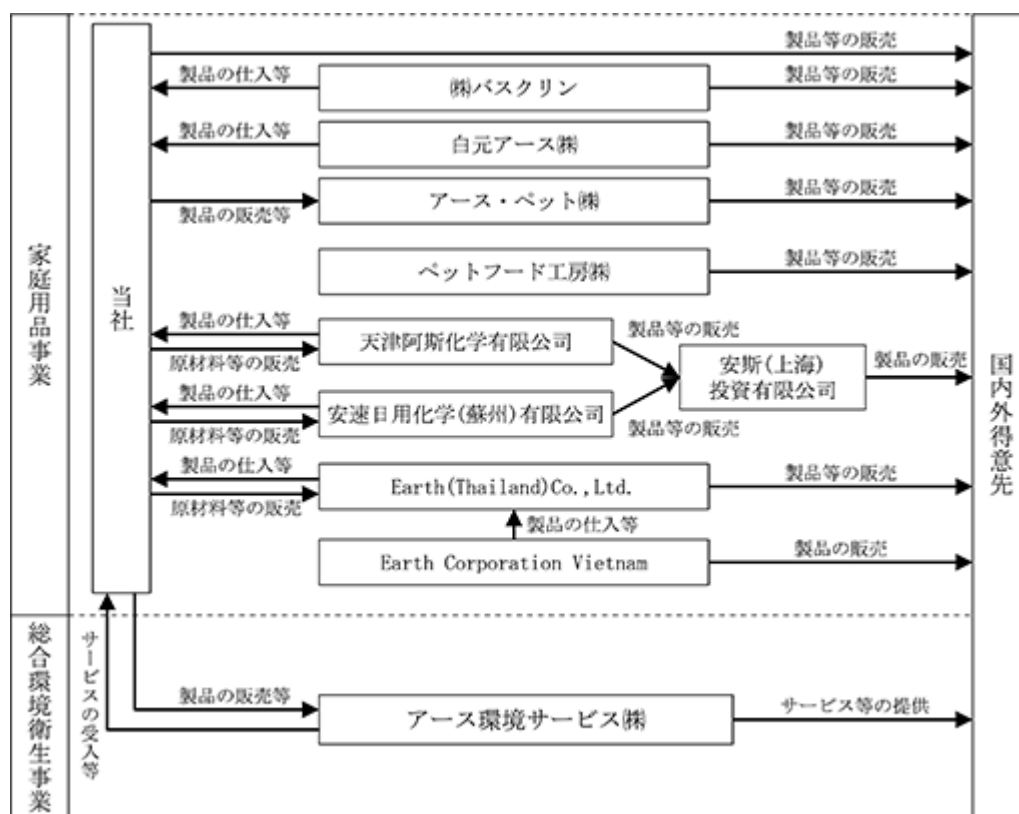 家庭用品事業
当社
国内外得意先
製品等の販売
製品の仕入等
㈱バスクリン
製品等の販売
製品の仕入等
白元アース㈱
製品等の販売
製品の販売等
アース・ペット㈱
製品等の販売
ペットフード工房㈱
製品等の販売
製品の仕入等
原材料等の販売
天津阿斯化学有限公司
製品等の販売
安斯(上海)
投資有限公司
製品の販売
製品の仕入等
原材料等の販売
安速日用化学(蘇州)有限公司
製品等の販売
製品の仕入等
原材料等の販売
Earth(Thailand)Co.,Ltd.
製品等の販売
製品の仕入等
Earth Corporation Vietnam
製品の販売
総合環境衛生事業
サービスの受入等
製品の販売等
アース環境サービス㈱
サービス等の提供